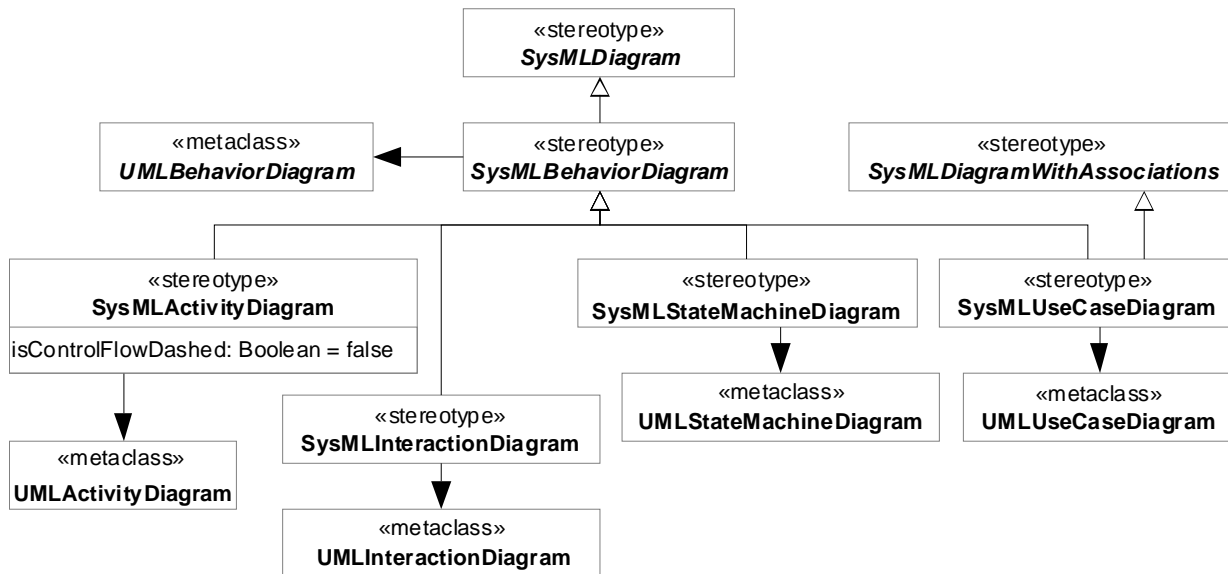 «stereotype»
SysMLDiagram
«metaclass»
UMLBehaviorDiagram
«stereotype»
SysMLBehaviorDiagram
«stereotype»
SysMLDiagramWithAssociations
«stereotype»
SysMLActivityDiagram
isControlFlowDashed: Boolean = false
«stereotype»
SysMLStateMachineDiagram
«stereotype»
SysMLUseCaseDiagram
«metaclass»
UMLStateMachineDiagram
«metaclass»
UMLUseCaseDiagram
«stereotype»
SysMLInteractionDiagram
«metaclass»
UMLActivityDiagram
«metaclass»
UMLInteractionDiagram